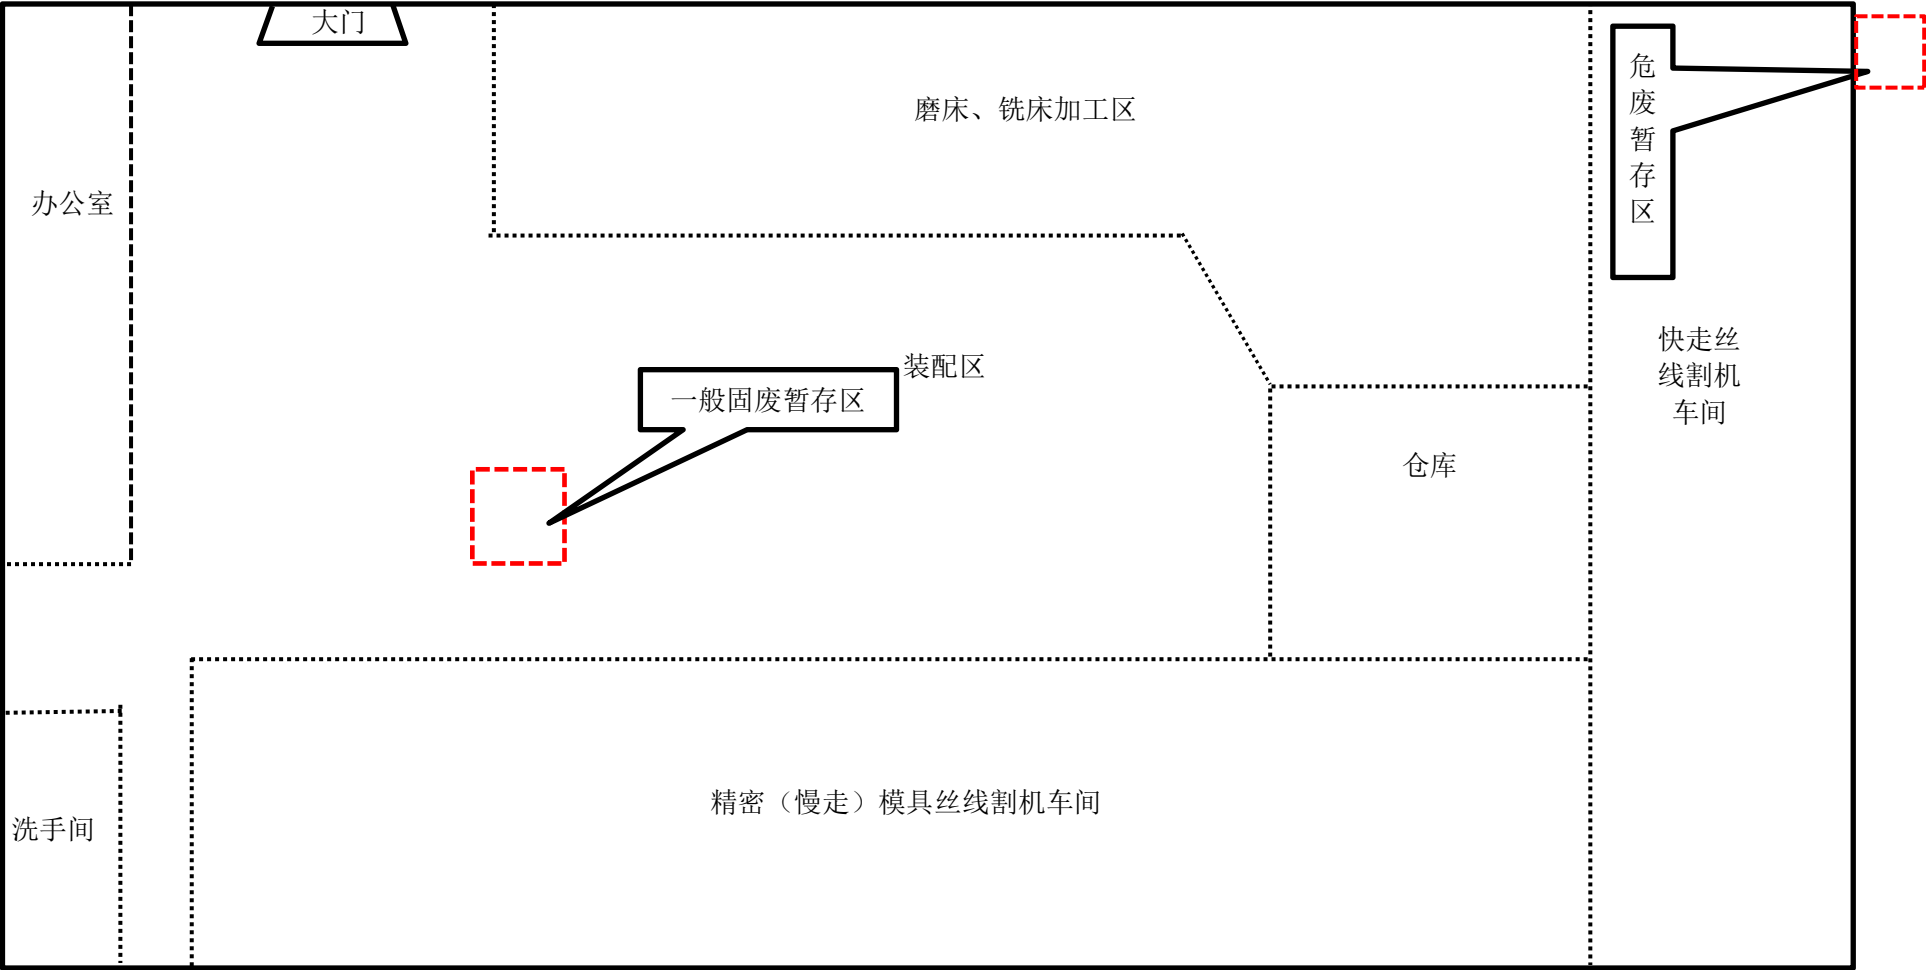 大门
磨床、铣床加工区
危
废
暂
存
区
办公室
快走丝
线割机
车间
装配区
一般固废暂存区
仓库
精密（慢走）模具丝线割机车间
洗手间